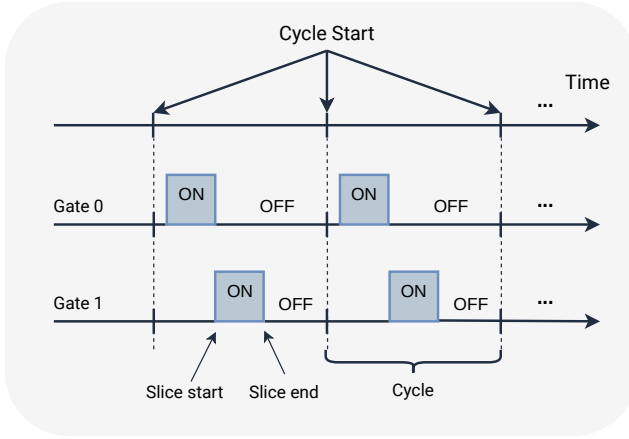 Cycle Start
Time
...
Gate 0
ON
OFF
ON
OFF
...
Gate 1
ON
OFF
ON
OFF
...
Slice start
Slice end
Cycle